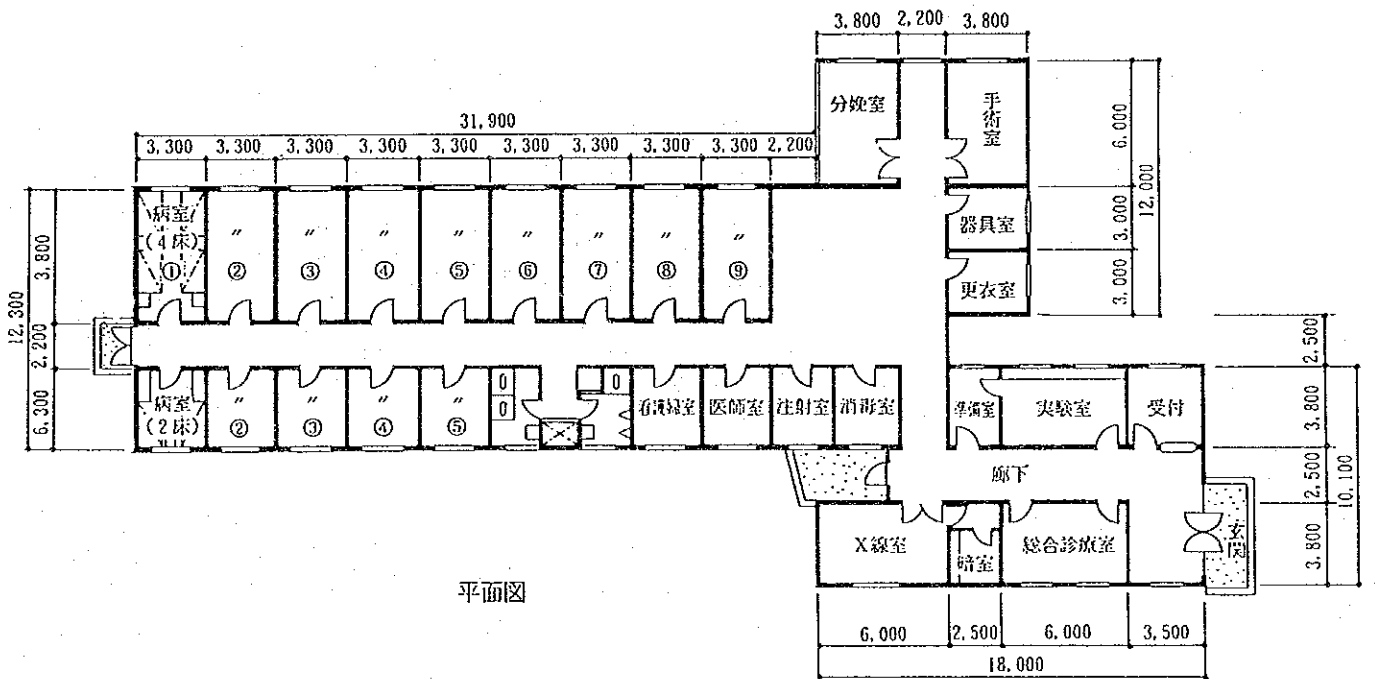 3,800 2,200 3,800
分娩室
手術室
6,000
12,000
31,900
3,300 3,300 3,300 3,300 3,300 3,300 3,300 3,300 3,300 2,200
病室
(4床)
①
〃
②
〃
③
〃
④
〃
⑤
〃
⑥
〃
⑦
〃
⑧
〃
⑨
器具室
3,000
更衣室
3,000
12,300
3,800
2,200
6,300
2,500
病室
(2床)
〃
②
〃
③
〃
④
〃
⑤
看護婦室
医師室
注射室
消毒室
準備室
実験室
受付
3,800
10,100
廊下
2,500
X線室
暗室
総合診療室
玄関
3,800
平面図
6,000 2,500 6,000 3,500
18,000